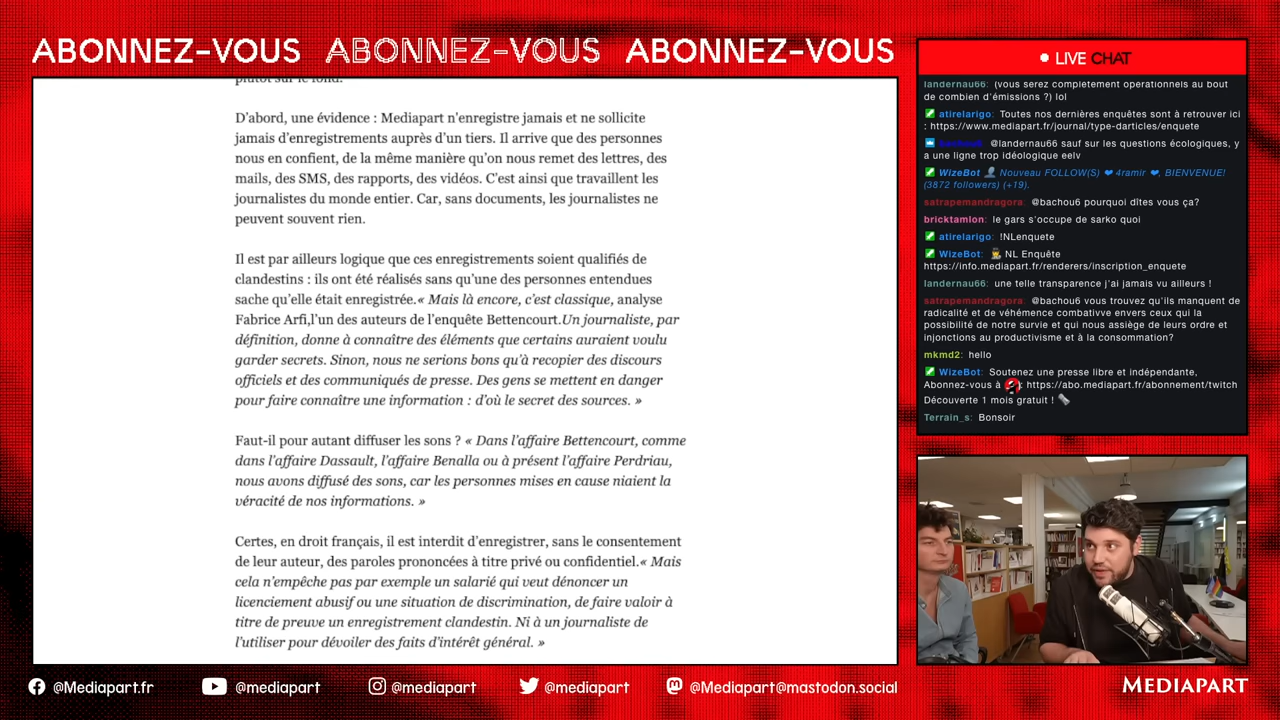 ABONNEZ-VOUS ABONNEZ-VOUS ABONNEZ-VOUS
plutôt sur le fond.
D'abord, une évidence : Mediapart n'enregistre jamais et ne sollicite
jamais d'enregistrements auprès d'un tiers. Il arrive que des personnes
nous en confient, de la même manière qu'on nous remet des lettres, des
mails, des SMS, des rapports, des vidéos. C'est ainsi que travaillent les
journalistes du monde entier. Car, sans documents, les journalistes ne
peuvent souvent rien.
Il est par ailleurs logique que ces enregistrements soient qualifiés de
clandestins : ils ont été réalisés sans qu'une des personnes entendues
sache qu'elle était enregistrée.« Mais là encore, c'est classique, analyse
Fabrice Arfi,l'un des auteurs de l'enquête Bettencourt.Un journaliste, par
définition, donne à connaître des éléments que certains auraient voulu
garder secrets. Sinon, nous ne serions bons qu'à recopier des discours
officiels et des communiqués de presse. Des gens se mettent en danger
pour faire connaître une information : d'où le secret des sources. »
Faut-il pour autant diffuser les sons ? « Dans l'affaire Bettencourt, comme
dans l'affaire Dassault, l'affaire Benalla ou à présent l'affaire Perdriau,
nous avons diffusé des sons, car les personnes mises en cause niaient la
véracité de nos informations. »
Certes, en droit français, il est interdit d'enregistrer, sans le consentement
de leur auteur, des paroles prononcées à titre privé ou confidentiel.« Mais
cela n'empêche pas par exemple un salarié qui veut dénoncer un
licenciement abusif ou une situation de discrimination, de faire valoir à
titre de preuve un enregistrement clandestin. Ni à un journaliste de
l'utiliser pour dévoiler des faits d'intérêt général. »
LIVE CHAT
landernau66: (vous serez completement operationnels au bout
de combien d'émissions ?) lol
atirelarigo: Toutes nos dernières enquêtes sont à retrouver ici
: https://www.mediapart.fr/journal/type-darticles/enquete
@landernau66 sauf sur les questions écologiques, y
a une ligne trop idéologique eelv
WizeBot 👤 Nouveau FOLLOW(S) ❤ 4ramir ❤, BIENVENUE!
(3872 followers) (+19).
satrapemandragora: @bachou6 pourquoi dîtes vous ça?
bricktamlon: le gars s'occupe de sarko quoi
atirelarigo: !NLenquete
WizeBot: NL Enquête
https://info.mediapart.fr/renderers/inscription_enquete
landernau66: une telle transparence j'ai jamais vu ailleurs !
satrapemandragora: @bachou6 vous trouvez qu'ils manquent de
radicalité et de véhémence combativve envers ceux qui la
possibilité de notre survie et qui nous assiège de leurs ordre et
injonctions au productivisme et à la consommation?
mkmd2: hello
WizeBot: Soutenez une presse libre et indépendante,
Abonnez-vous à : https://abo.mediapart.fr/abonnement/twitch
Découverte 1 mois gratuit !
Terrain_s: Bonsoir
@Mediapart.fr @mediapart @mediapart @mediapart @Mediapart@mastodon.social
MEDIAPART